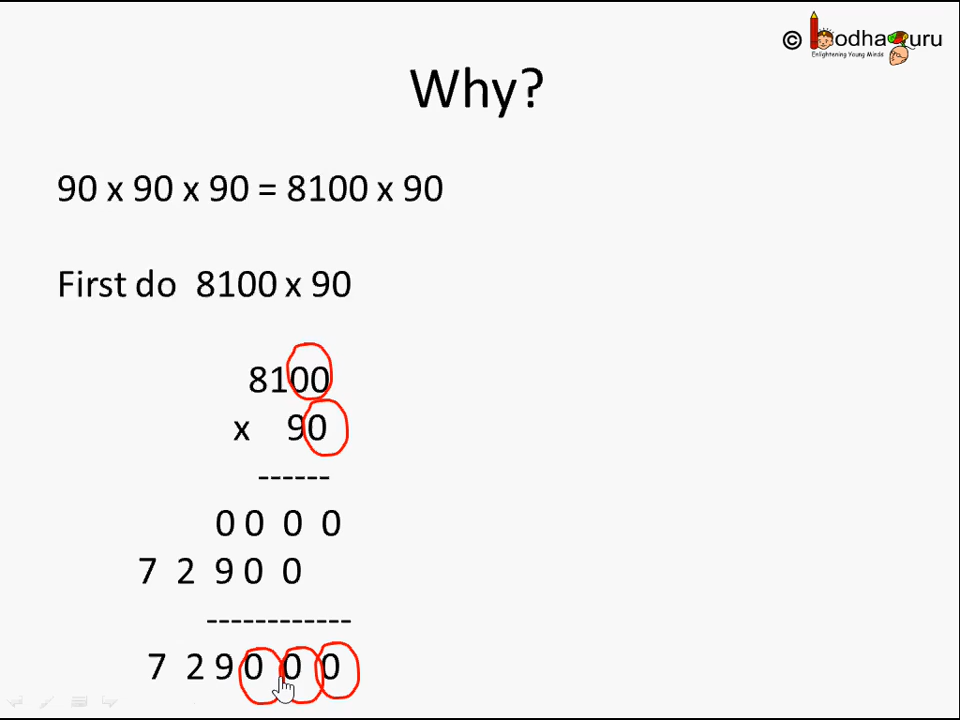 © BodhaGuru
Enlightening Young Minds
Why?
90 x 90 x 90 = 8100 x 90
First do 8100 x 90
8100
x 90
------
0 0 0 0
7 2 9 0 0
------------
7 2 9 0 0 0